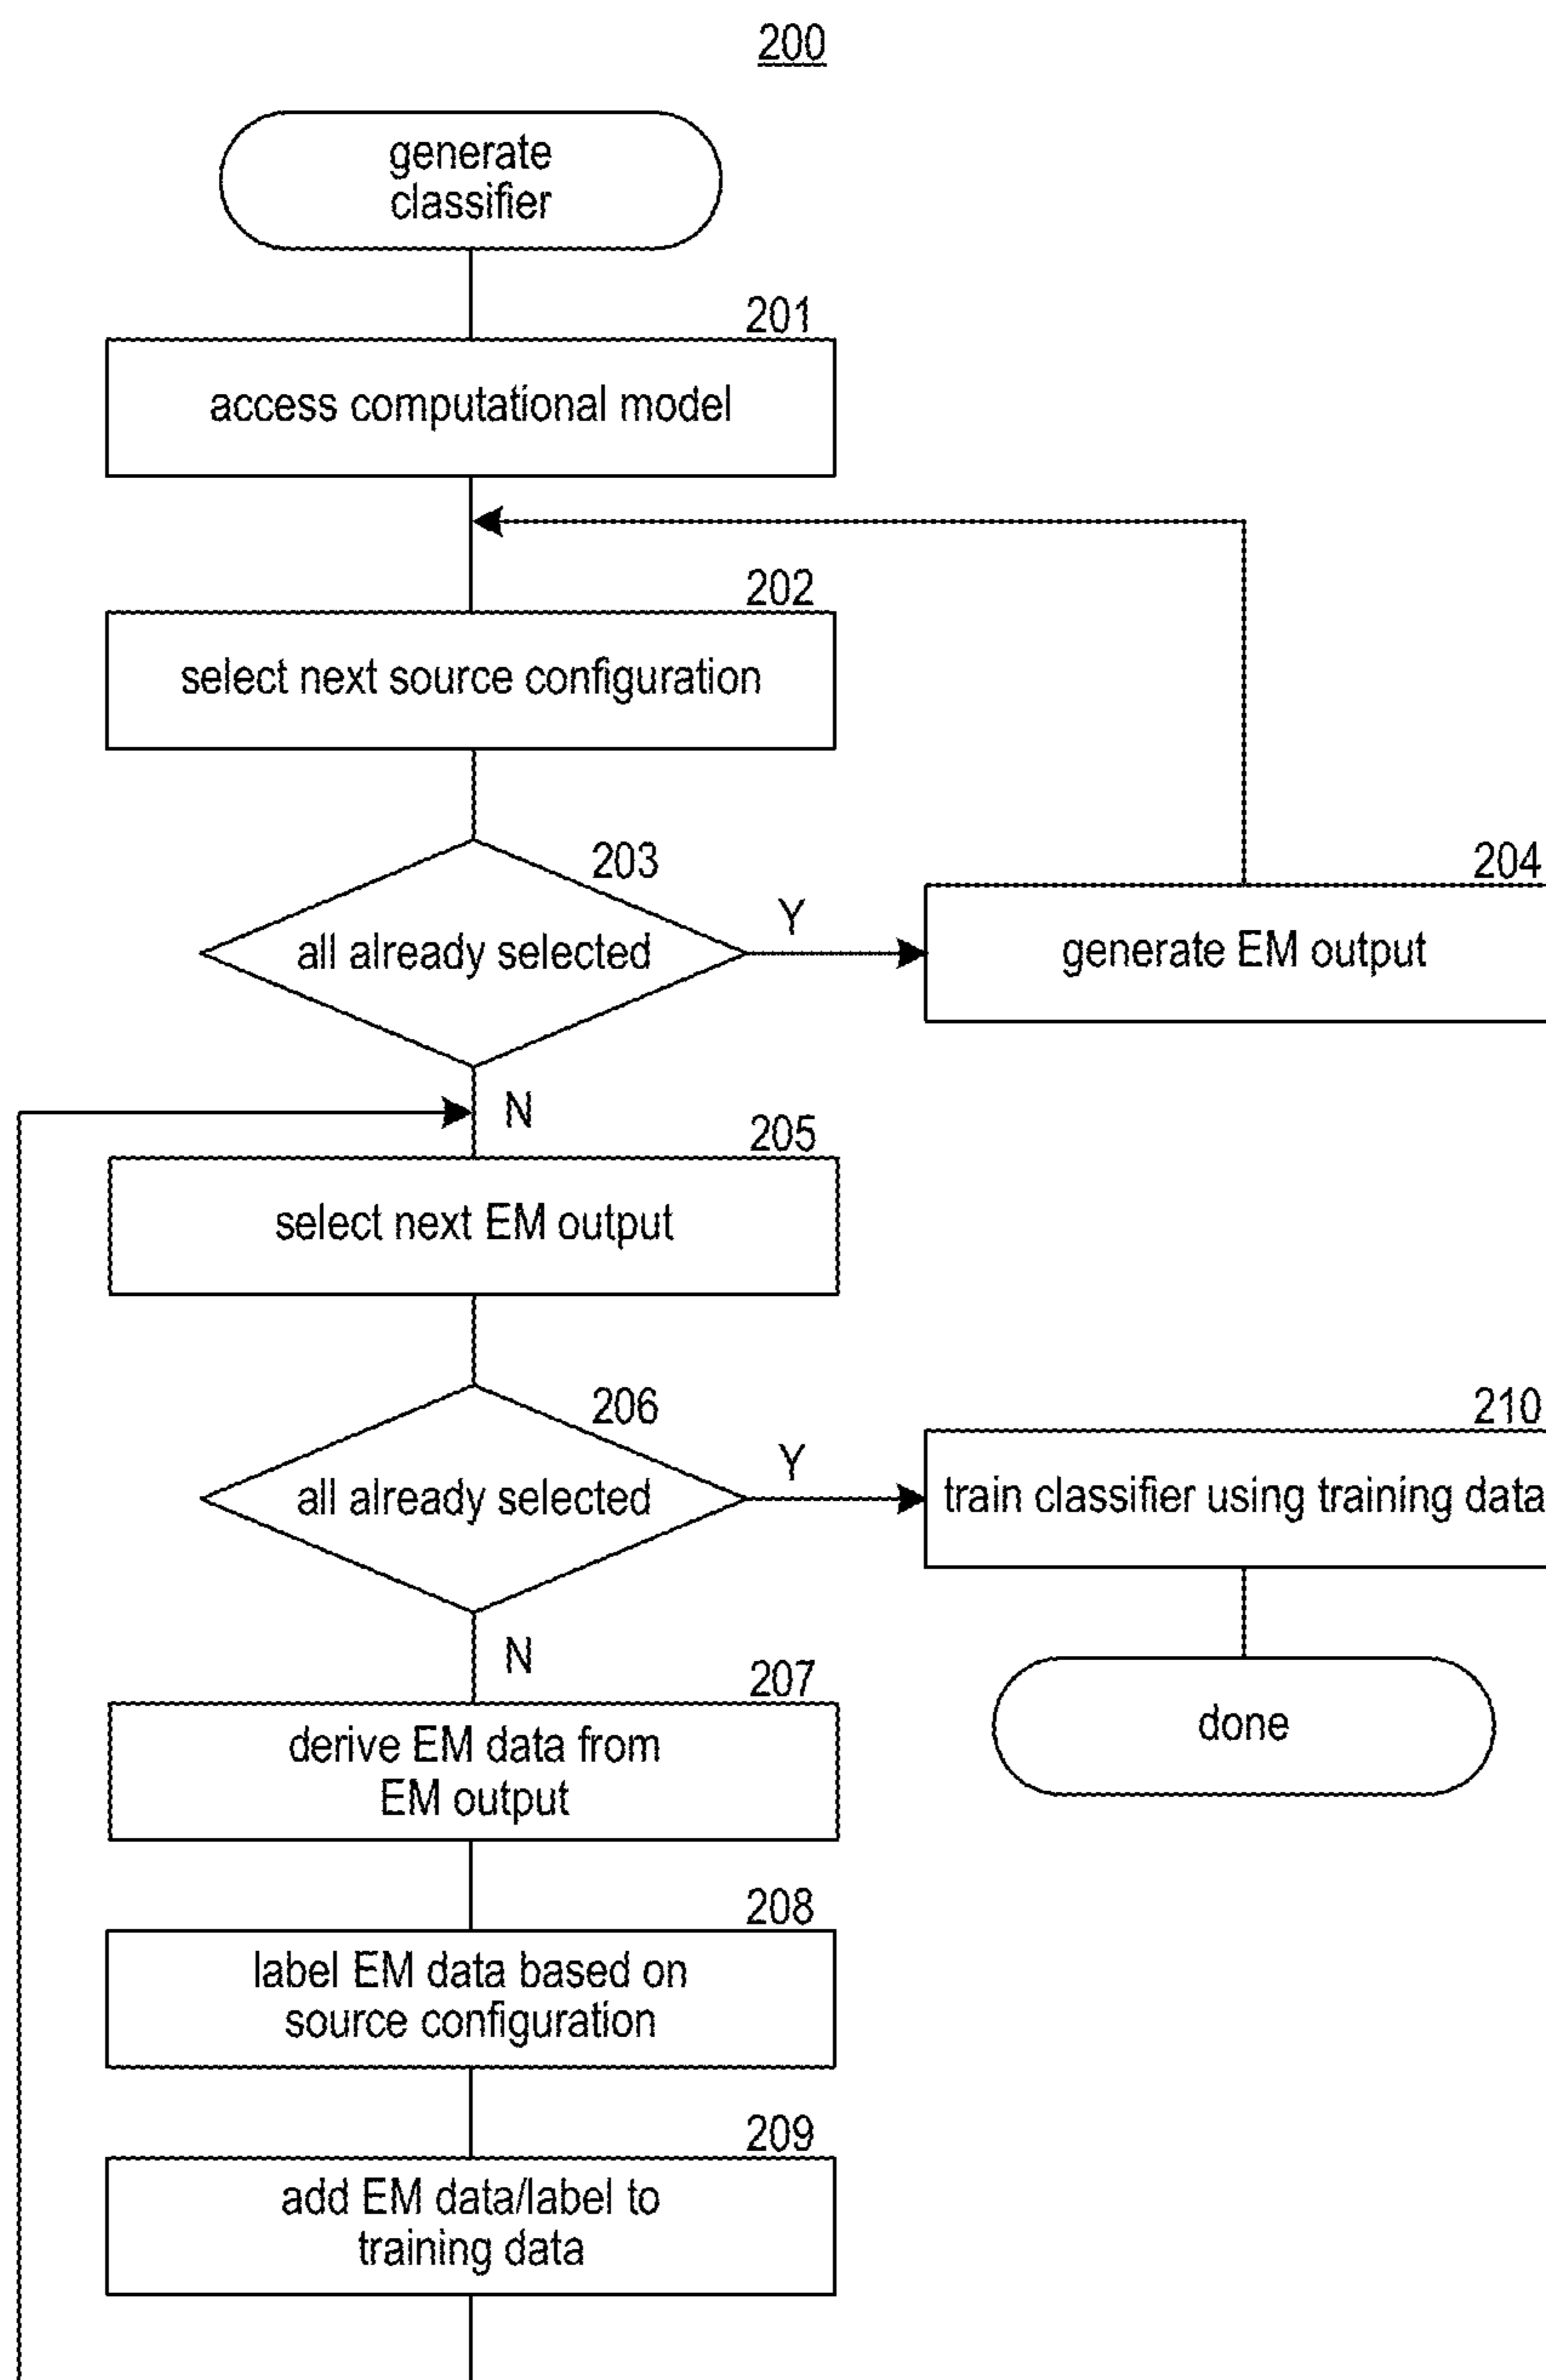 200
generate
classifier
201
access computational model
202
select next source configuration
203
all already selected
Y
204
generate EM output
N
205
select next EM output
206
all already selected
Y
210
train classifier using training data
N
done
207
derive EM data from
EM output
208
label EM data based on
source configuration
209
add EM data/label to
training data